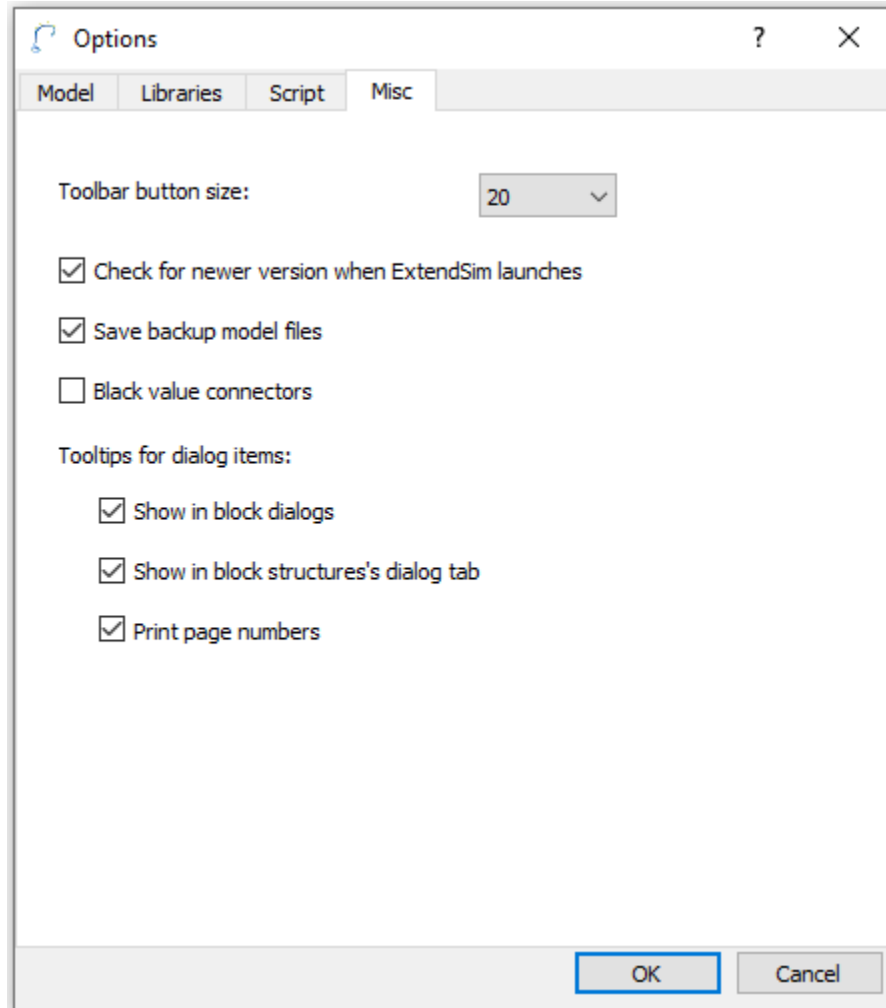 Options
Model Libraries Script Misc
Toolbar button size: 20
Check for newer version when ExtendSim launches
Save backup model files
Black value connectors
Tooltips for dialog items:
Show in block dialogs
Show in block structures's dialog tab
Print page numbers
OK Cancel